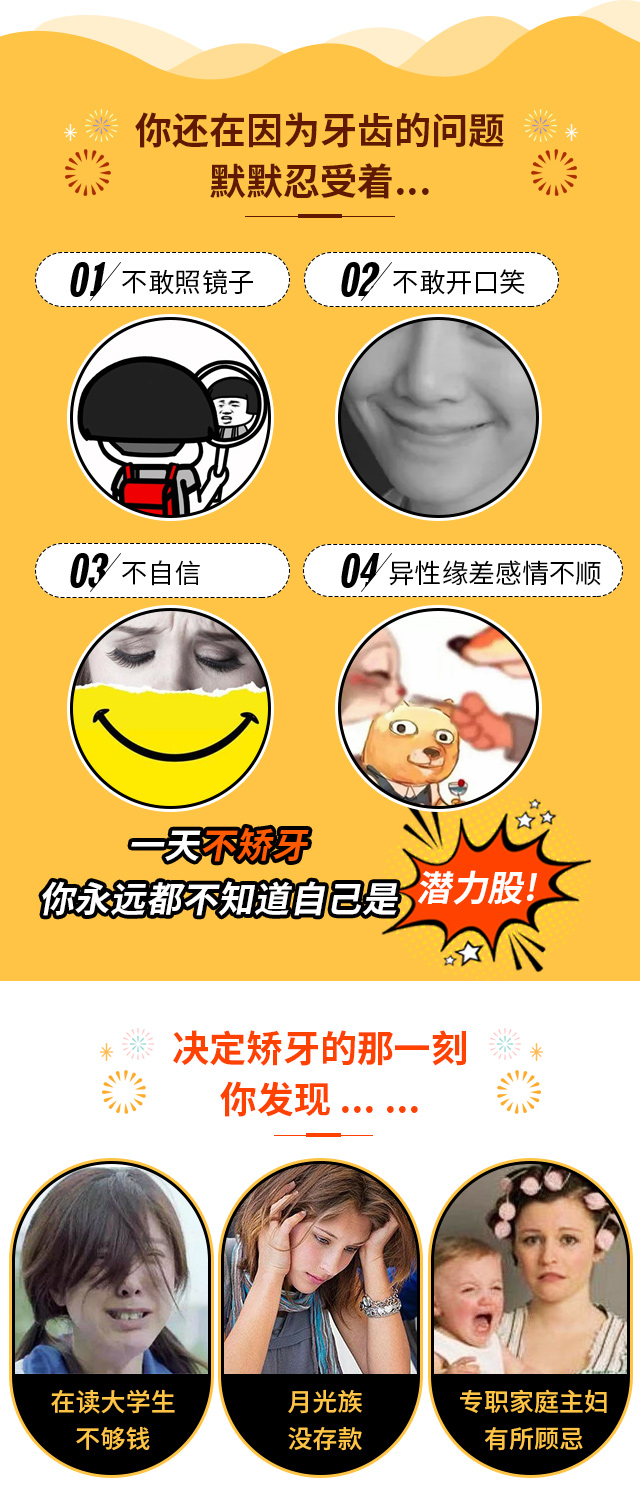 你还在因为牙齿的问题
默默忍受着...
01 不敢照镜子
02 不敢开口笑
03 不自信
04 异性缘差感情不顺
一天不矫牙
你永远都不知道自己是
潜力股!
决定矫牙的那一刻
你发现 ... ...
在读大学生
不够钱
月光族
没存款
专职家庭主妇
有所顾忌